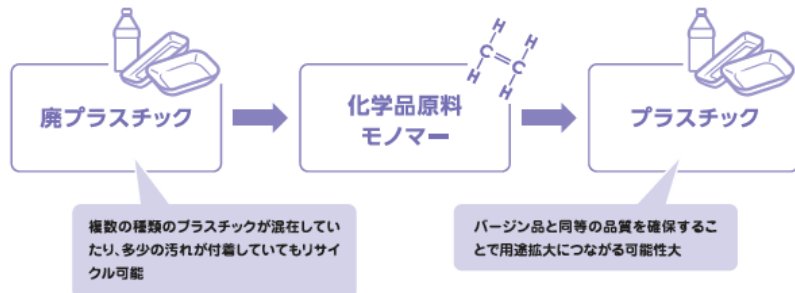 H
H
C=C
H
H
廃プラスチック
化学品原料
モノマー
プラスチック
複数の種類のプラスチックが混在してい
たり、多少の汚れが付着していてもリサイ
クル可能
バージン品と同等の品質を確保するこ
とで用途拡大につながる可能性大